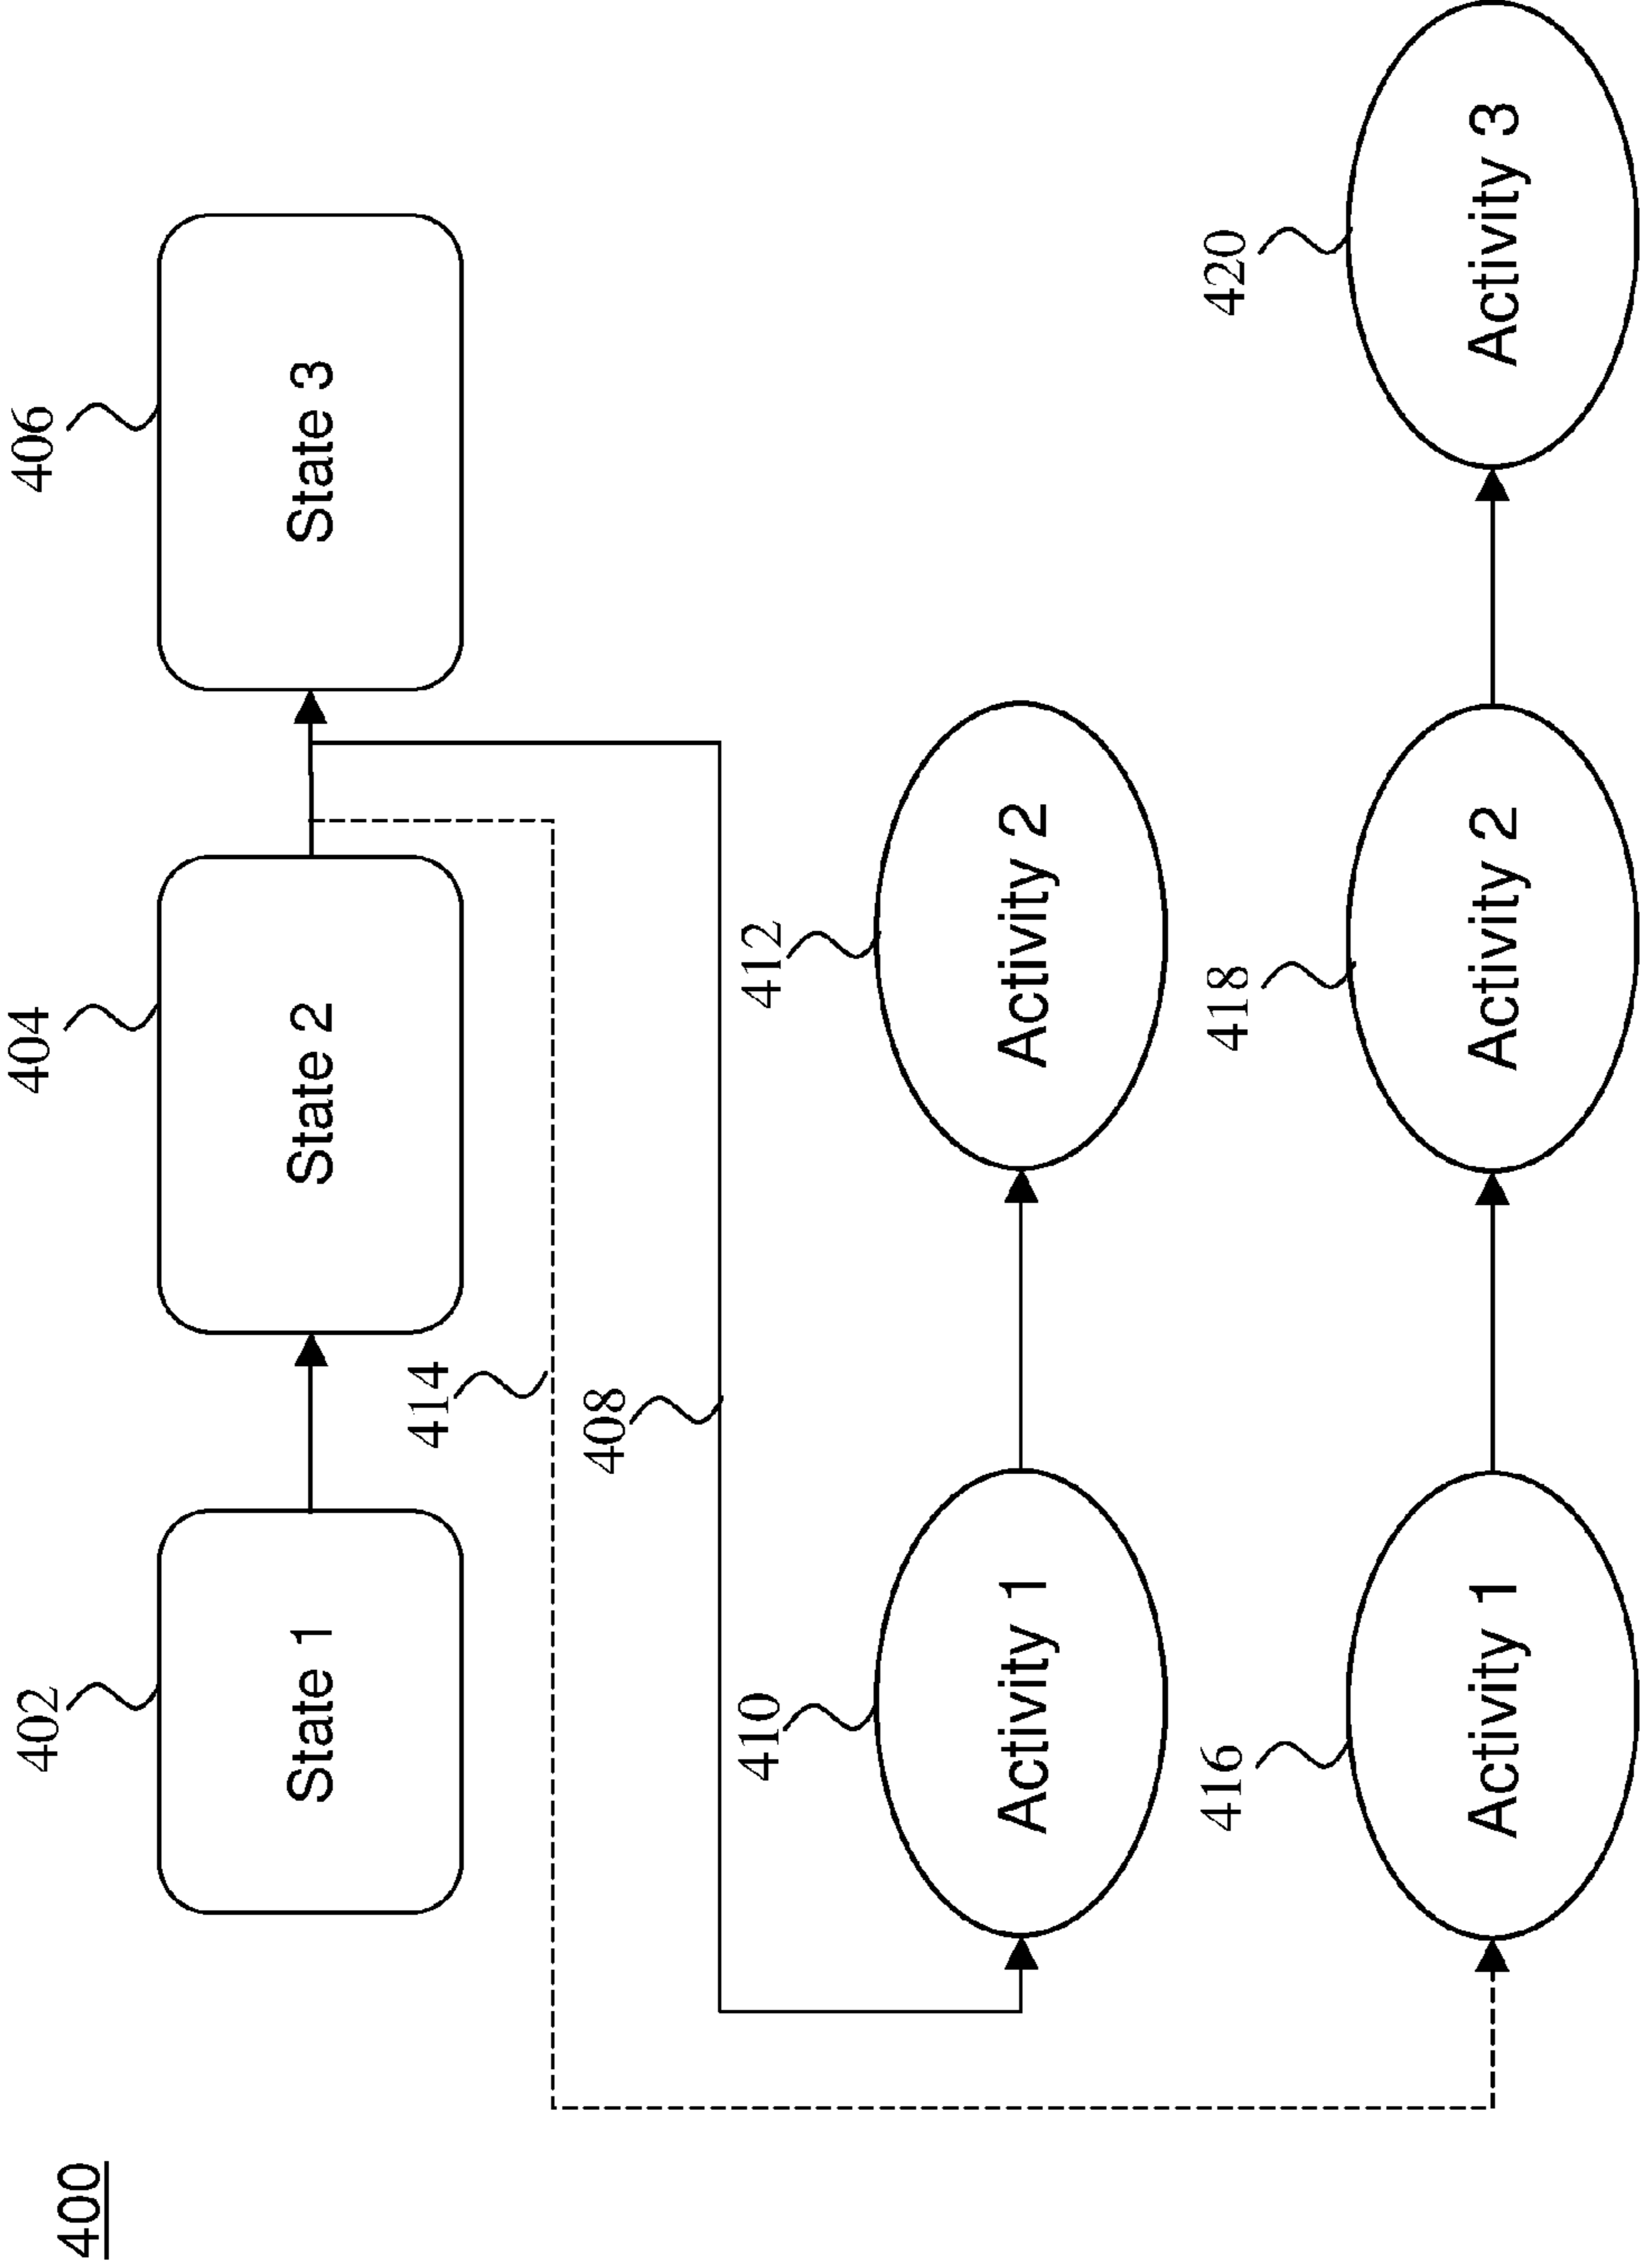 400
402
404
406
State 1
State 2
State 3
414
408
410
412
Activity 1
Activity 2
416
418
420
Activity 1
Activity 2
Activity 3